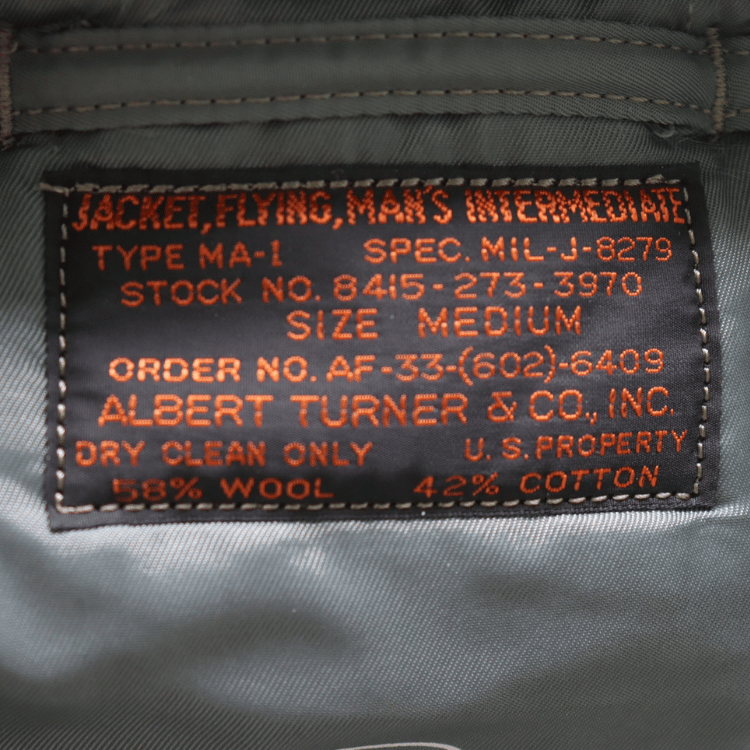 JACKET, FLYING, MAN'S INTERMEDIATE
TYPE MA-1 SPEC. MIL-J-8279
STOCK NO. 8415-273-3970
SIZE MEDIUM
ORDER NO. AF-33-(602)-6409
ALBERT TURNER & CO., INC.
DRY CLEAN ONLY U.S. PROPERTY
58% WOOL 42% COTTON